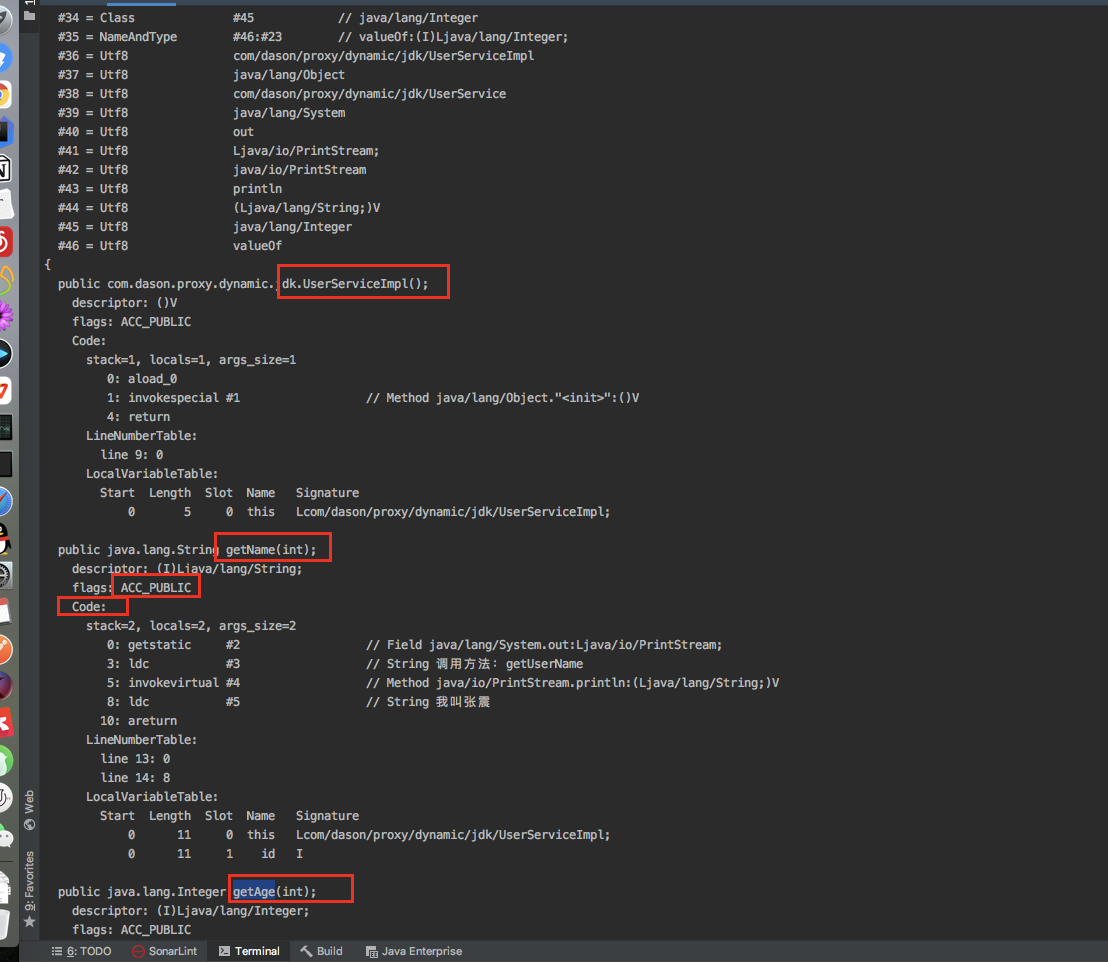 #34 = Class #45 // java/lang/Integer
#35 = NameAndType #46:#23 // valueOf:(I)Ljava/lang/Integer;
#36 = Utf8 com/dason/proxy/dynamic/jdk/UserServiceImpl
#37 = Utf8 java/lang/Object
#38 = Utf8 com/dason/proxy/dynamic/jdk/UserService
#39 = Utf8 java/lang/System
#40 = Utf8 out
#41 = Utf8 Ljava/io/PrintStream;
#42 = Utf8 java/io/PrintStream
#43 = Utf8 println
#44 = Utf8 (Ljava/lang/String;)V
#45 = Utf8 java/lang/Integer
#46 = Utf8 valueOf
{
public com.dason.proxy.dynamic.jdk.UserServiceImpl();
descriptor: ()V
flags: ACC_PUBLIC
Code:
stack=1, locals=1, args_size=1
0: aload_0
1: invokespecial #1 // Method java/lang/Object."<init>":()V
4: return
LineNumberTable:
line 9: 0
LocalVariableTable:
Start Length Slot Name Signature
0 5 0 this Lcom/dason/proxy/dynamic/jdk/UserServiceImpl;
public java.lang.String getName(int);
descriptor: (I)Ljava/lang/String;
flags: ACC_PUBLIC
Code:
stack=2, locals=2, args_size=2
0: getstatic #2 // Field java/lang/System.out:Ljava/io/PrintStream;
3: ldc #3 // String 调用方法：getUserName
5: invokevirtual #4 // Method java/io/PrintStream.println:(Ljava/lang/String;)V
8: ldc #5 // String 我叫张震
10: areturn
LineNumberTable:
line 13: 0
line 14: 8
LocalVariableTable:
Start Length Slot Name Signature
0 11 0 this Lcom/dason/proxy/dynamic/jdk/UserServiceImpl;
0 11 1 id I
public java.lang.Integer getAge(int);
descriptor: (I)Ljava/lang/Integer;
flags: ACC_PUBLIC
Web
9: Favorites
6: TODO SonarLint Terminal Build Java Enterprise